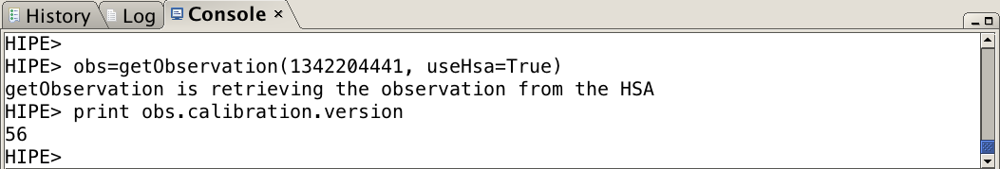 History Log Console ×
HIPE>
HIPE> obs=getObservation(1342204441, useHsa=True)
getObservation is retrieving the observation from the HSA
HIPE> print obs.calibration.version
56
HIPE>